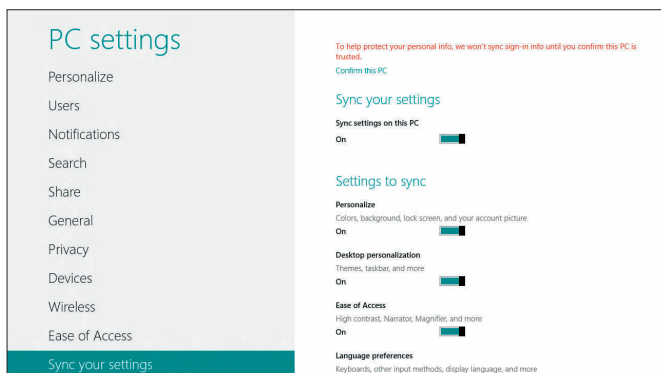 PC settings
Personalize
Users
Notifications
Search
Share
General
Privacy
Devices
Wireless
Ease of Access
Sync your settings
To help protect your personal info, we won't sync sign-in info until you confirm this PC is
trusted.
Confirm this PC
Sync your settings
Sync settings on this PC
On
Settings to sync
Personalize
Colors, background, lock screen, and your account picture
On
Desktop personalization
Themes, taskbar, and more
On
Ease of Access
High contrast, Narrator, Magnifier, and more
On
Language preferences
Keyboards, other input methods, display language, and more